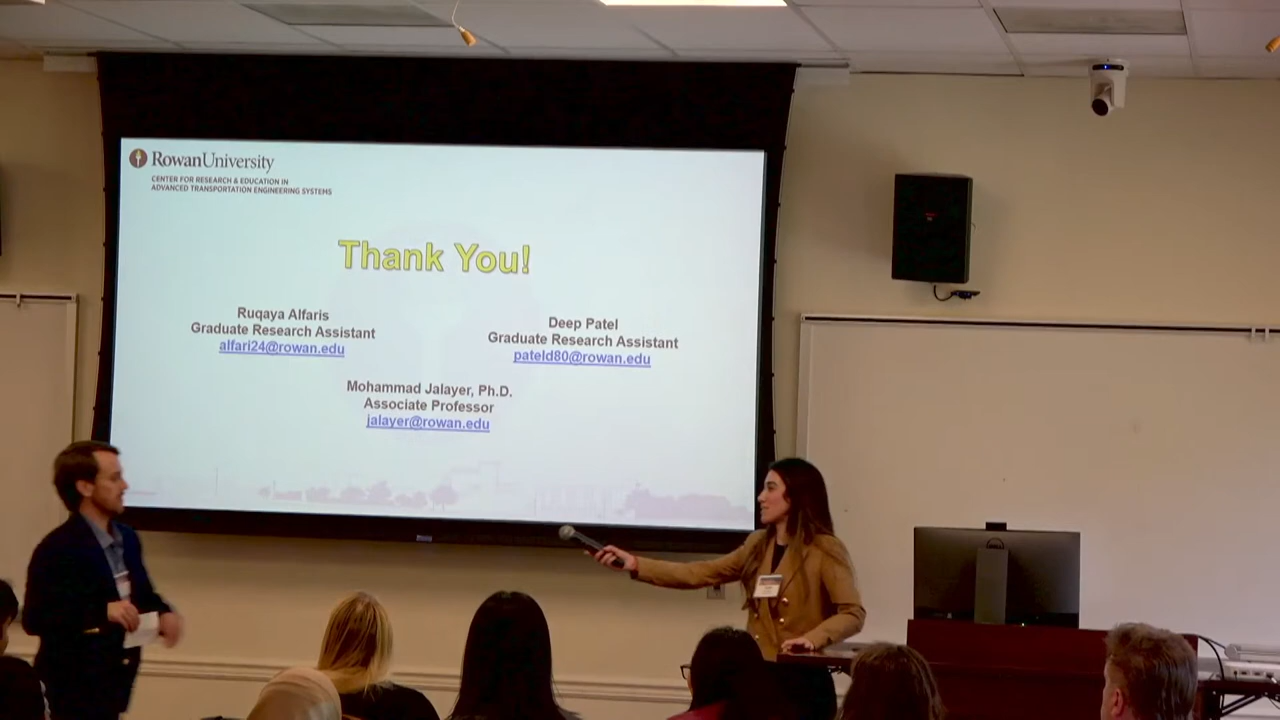 RowanUniversity
CENTER FOR RESEARCH & EDUCATION IN
ADVANCED TRANSPORTATION ENGINEERING SYSTEMS
Thank You!
Ruqaya Alfaris
Graduate Research Assistant
alfari24@rowan.edu
Deep Patel
Graduate Research Assistant
pateld80@rowan.edu
Mohammad Jalayer, Ph.D.
Associate Professor
jalayer@rowan.edu